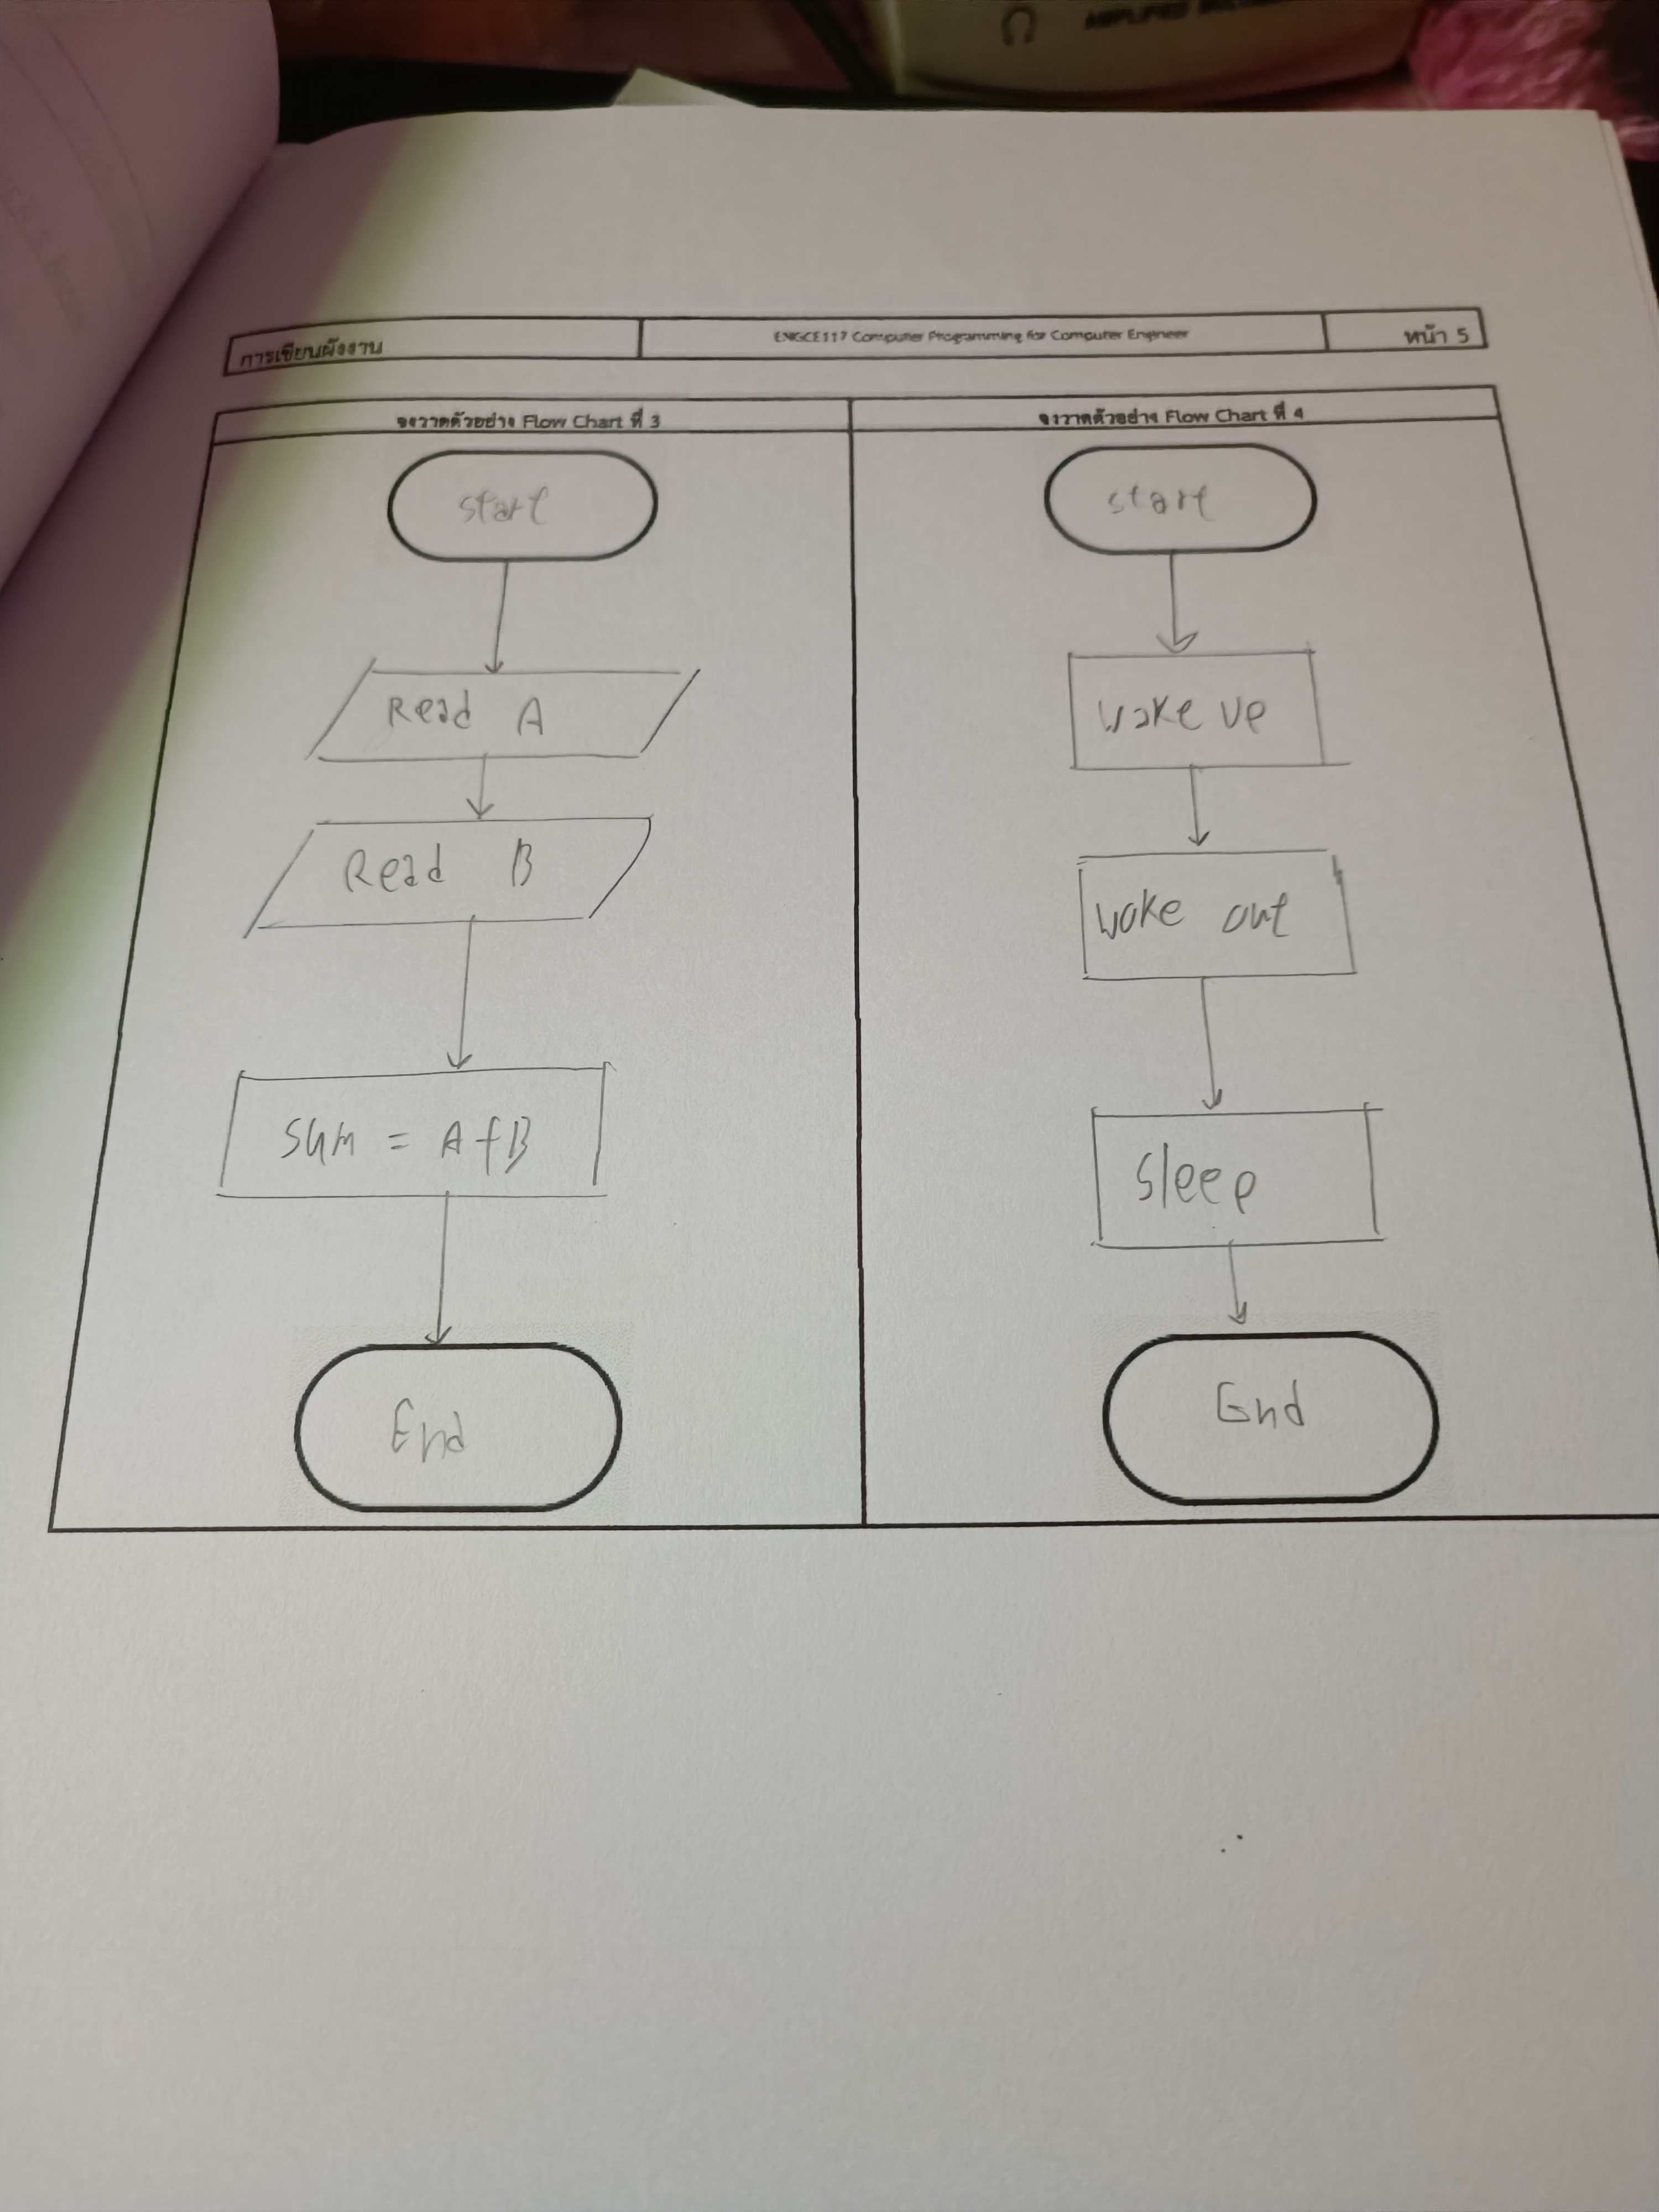 การเขียนผังงาน
ENGCE117 Computer Programming for Computer Engineer
หน้า 5
จงวาดตัวอย่าง Flow Chart ที่ 3
start
Read A
Read B
sum = A+B
End
จงวาดตัวอย่าง Flow Chart ที่ 4
start
wake up
woke out
sleep
End